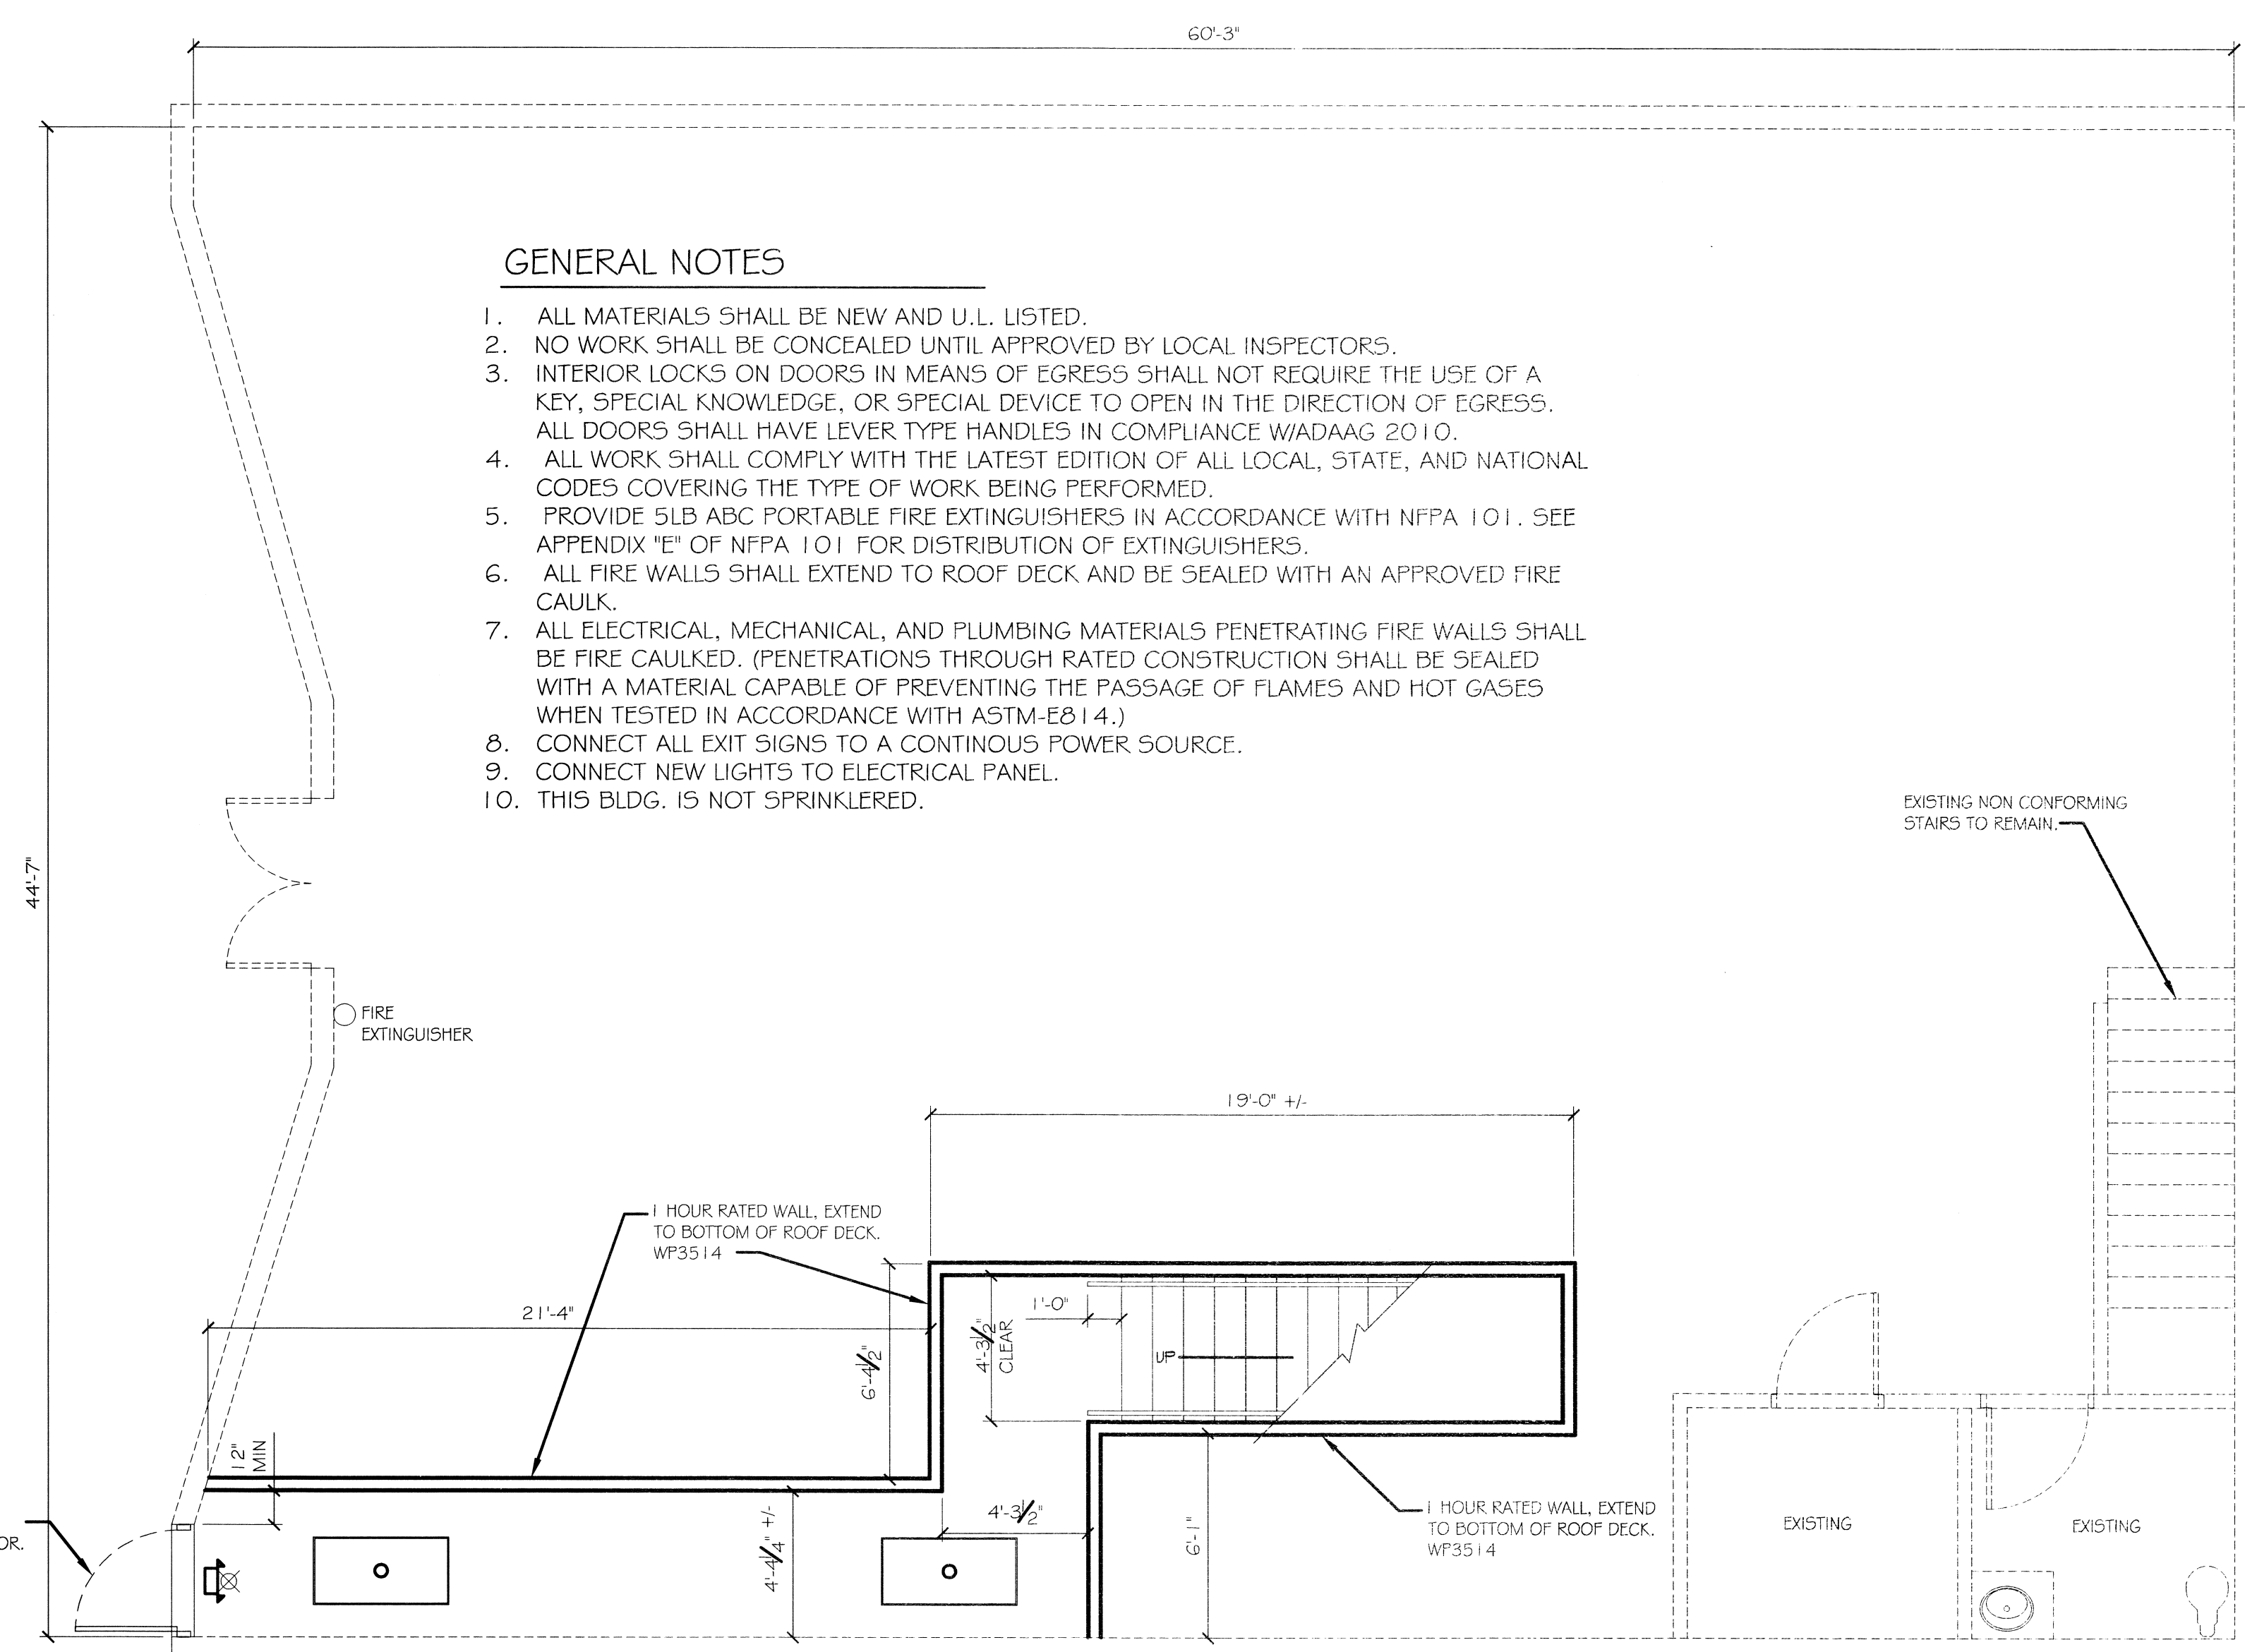 60'-3"
GENERAL NOTES
1. ALL MATERIALS SHALL BE NEW AND U.L. LISTED.
2. NO WORK SHALL BE CONCEALED UNTIL APPROVED BY LOCAL INSPECTORS.
3. INTERIOR LOCKS ON DOORS IN MEANS OF EGRESS SHALL NOT REQUIRE THE USE OF A
KEY, SPECIAL KNOWLEDGE, OR SPECIAL DEVICE TO OPEN IN THE DIRECTION OF EGRESS.
ALL DOORS SHALL HAVE LEVER TYPE HANDLES IN COMPLIANCE W/ADAAG 2010.
4. ALL WORK SHALL COMPLY WITH THE LATEST EDITION OF ALL LOCAL, STATE, AND NATIONAL
CODES COVERING THE TYPE OF WORK BEING PERFORMED.
5. PROVIDE 5LB ABC PORTABLE FIRE EXTINGUISHERS IN ACCORDANCE WITH NFPA 101. SEE
APPENDIX "E" OF NFPA 101 FOR DISTRIBUTION OF EXTINGUISHERS.
6. ALL FIRE WALLS SHALL EXTEND TO ROOF DECK AND BE SEALED WITH AN APPROVED FIRE
CAULK.
7. ALL ELECTRICAL, MECHANICAL, AND PLUMBING MATERIALS PENETRATING FIRE WALLS SHALL
BE FIRE CAULKED. (PENETRATIONS THROUGH RATED CONSTRUCTION SHALL BE SEALED
WITH A MATERIAL CAPABLE OF PREVENTING THE PASSAGE OF FLAMES AND HOT GASES
WHEN TESTED IN ACCORDANCE WITH ASTM-E814.)
8. CONNECT ALL EXIT SIGNS TO A CONTINOUS POWER SOURCE.
9. CONNECT NEW LIGHTS TO ELECTRICAL PANEL.
10. THIS BLDG. IS NOT SPRINKLERED.
EXISTING NON CONFORMING
STAIRS TO REMAIN.
44'-7"
FIRE
EXTINGUISHER
19'-0" +/-
1 HOUR RATED WALL, EXTEND
TO BOTTOM OF ROOF DECK.
WP3514
21'-4"
1'-0"
6'-4 1/2"
4'-3 1/2"
CLEAR
UP
12"
MIN
4'-3 1/2"
4'-4 1/4" +/-
6'-1"
1 HOUR RATED WALL, EXTEND
TO BOTTOM OF ROOF DECK.
WP3514
EXISTING
EXISTING
OR.